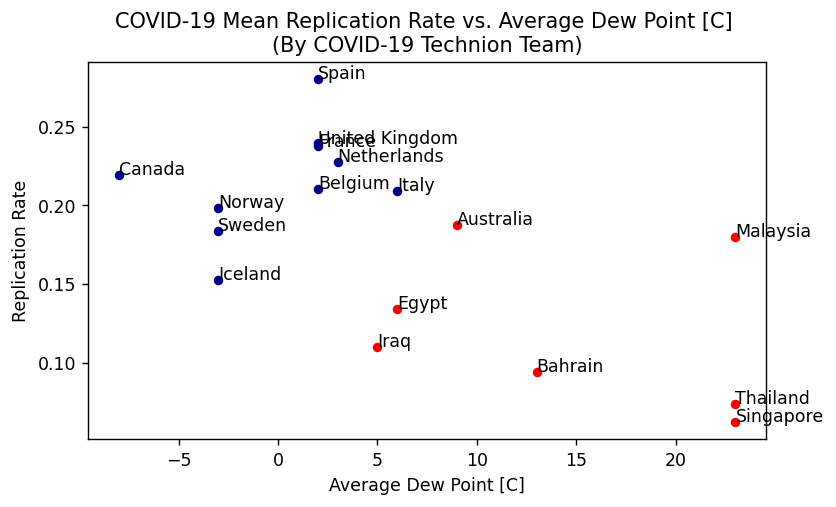 COVID-19 Mean Replication Rate vs. Average Dew Point [C]
(By COVID-19 Technion Team)
Spain
0.25
United Kingdom
France
Netherlands
Canada
Belgium
Italy
0.20
Norway
Sweden
Australia
Malaysia
Replication Rate
Iceland
0.15
Egypt
Iraq
0.10
Bahrain
Thailand
Singapore
−5
0
5
10
15
20
Average Dew Point [C]